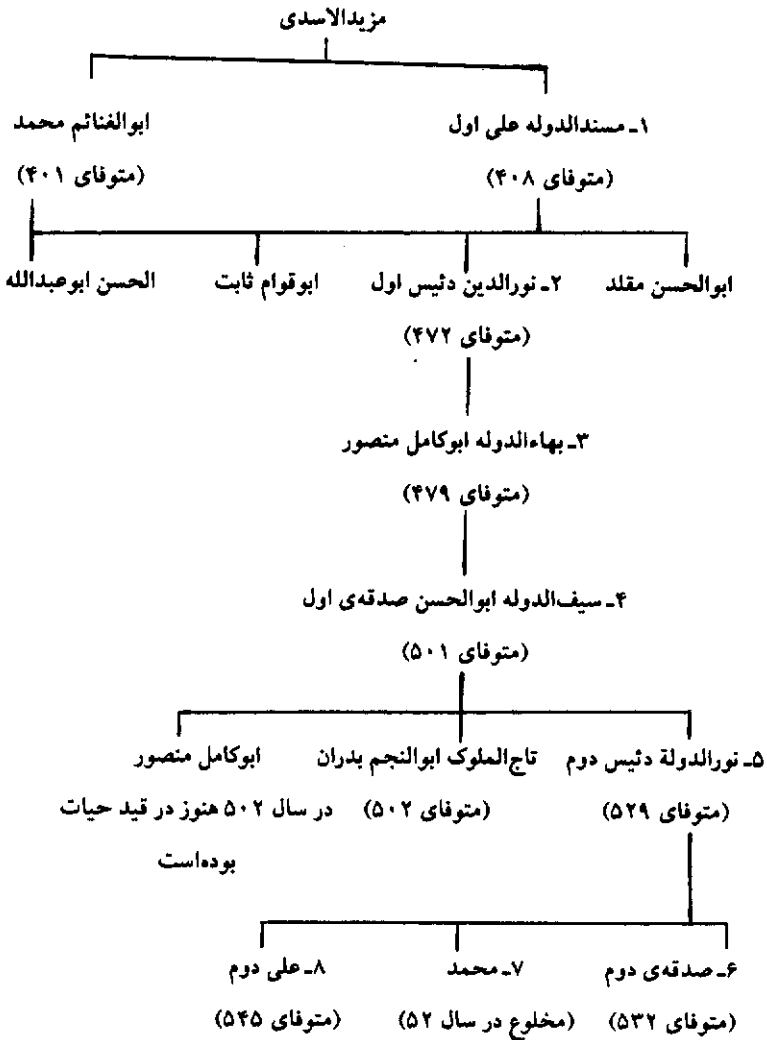 مزیدالاسدی
۱ـ مسندالدوله علی اول ابوالغنائم محمد
(متوفای ۴۰۸) (متوفای ۴۰۱)
ابوالحسن مقلد ۲ـ نورالدین دئیس اول ابوقوام ثابت الحسن ابوعبدالله
(متوفای ۴۷۲)
۳ـ بهاءالدوله ابوکامل منصور
(متوفای ۴۷۹)
۴ـ سیف‌الدوله ابوالحسن صدقه‌ی اول
(متوفای ۵۰۱)
۵ـ نورالدولة دئیس دوم تاج‌الملوک ابوالنجم بدران ابوکامل منصور
(متوفای ۵۲۹) (متوفای ۵۰۲) در سال ۵۰۲ هنوز در قید حیات
بوده‌است
۶ـ صدقه‌ی دوم ۷ـ محمد ۸ـ علی دوم
(متوفای ۵۳۲) (مخلوع در سال ۵۲) (متوفای ۵۴۵)